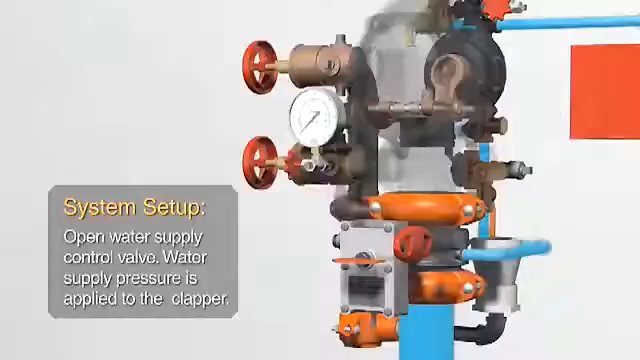 System Setup:
Open water supply
control valve. Water
supply pressure is
applied to the clapper.